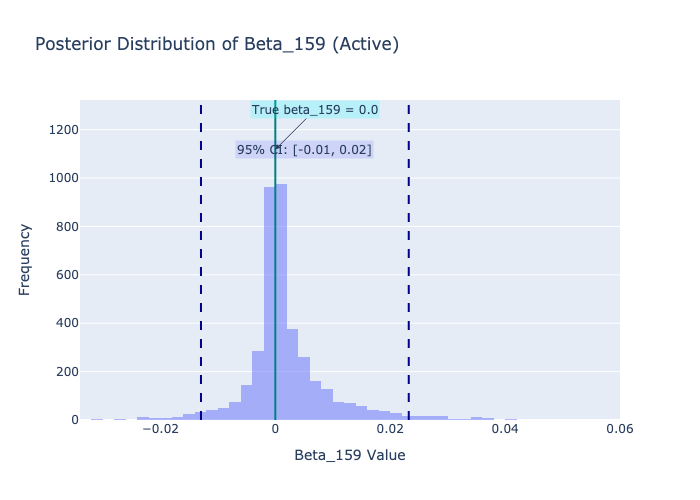 Posterior Distribution of Beta_159 (Active)
True beta_159 = 0.0
95% CI: [-0.01, 0.02]
1200
1000
800
600
400
200
0
Frequency
−0.02
0
0.02
0.04
0.06
Beta_159 Value